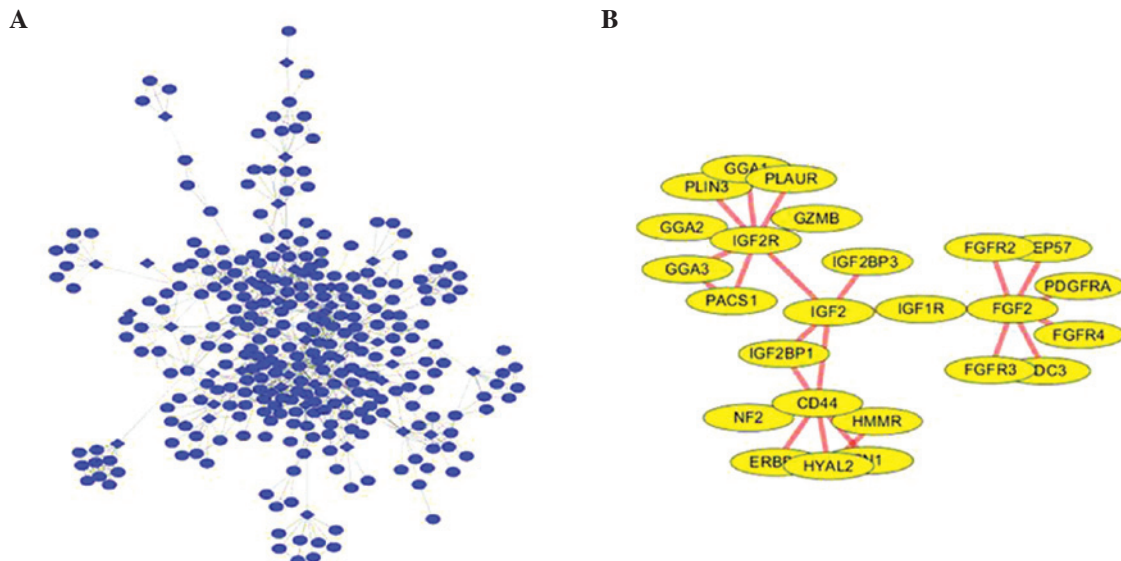 A
B
GGA1
PLIN3
PLAUR
GGA2
GZMB
IGF2R
GGA3
IGF2BP3
PACS1
IGF2
IGF1R
FGF2
FGFR2
EP57
PDGFRA
FGFR4
FGFR3
DC3
IGF2BP1
CD44
NF2
HMMR
HYAL2